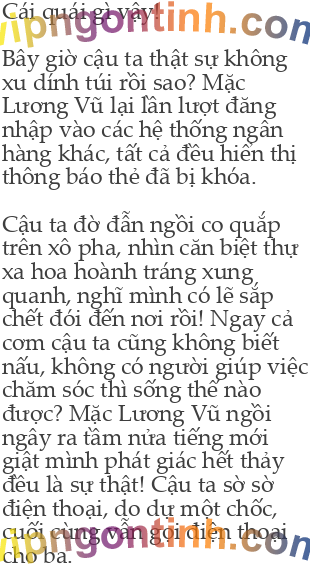 Cái quái gì vậy!
vipngontinh.com
Bây giờ cậu ta thật sự không
xu dính túi rồi sao? Mặc
Lương Vũ lại lần lượt đăng
nhập vào các hệ thống ngân
hàng khác, tất cả đều hiển thị
thông báo thẻ đã bị khóa.
Cậu ta đờ đẫn ngồi co quắp
trên xô pha, nhìn căn biệt thự
xa hoa hoành tráng xung
quanh, nghĩ mình có lẽ sắp
chết đói đến nơi rồi! Ngay cả
cơm cậu ta cũng không biết
nấu, không có người giúp việc
chăm sóc thì sống thế nào
được? Mặc Lương Vũ ngồi
ngây ra tầm nửa tiếng mới
giật mình phát giác hết thảy
đều là sự thật! Cậu ta sờ sờ
điện thoại, do dự một chốc,
cuối cùng vẫn gọi điện thoại
vipngontinh.com
cho ba.